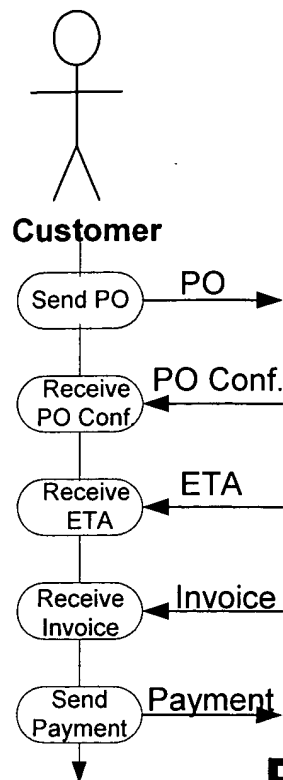 Customer
Send PO
PO
Receive
PO Conf.
PO Conf.
Receive
ETA
ETA
Receive
Invoice
Invoice
Send
Payment
Payment